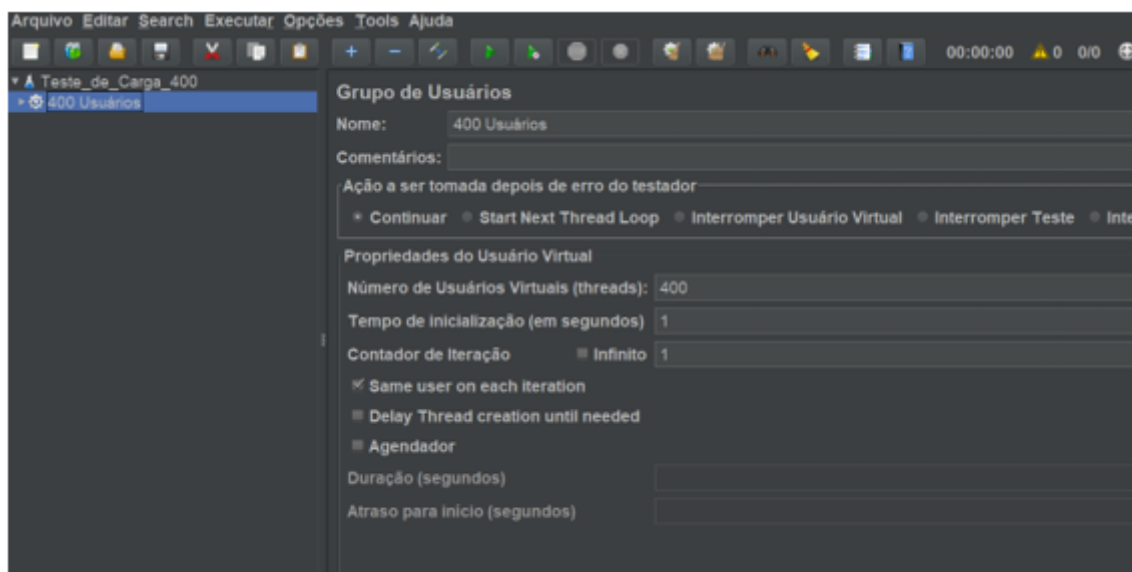 Arquivo Editar Search Executar Opções Tools Ajuda
00:00:00 0 0/0
Teste_de_Carga_400
400 Usuários
Grupo de Usuários
Nome: 400 Usuários
Comentários:
Ação a ser tomada depois de erro do testador
Continuar Start Next Thread Loop Interromper Usuário Virtual Interromper Teste Inte
Propriedades do Usuário Virtual
Número de Usuários Virtuais (threads): 400
Tempo de inicialização (em segundos) 1
Contador de Iteração Infinito 1
Same user on each iteration
Delay Thread creation until needed
Agendador
Duração (segundos)
Atraso para início (segundos)